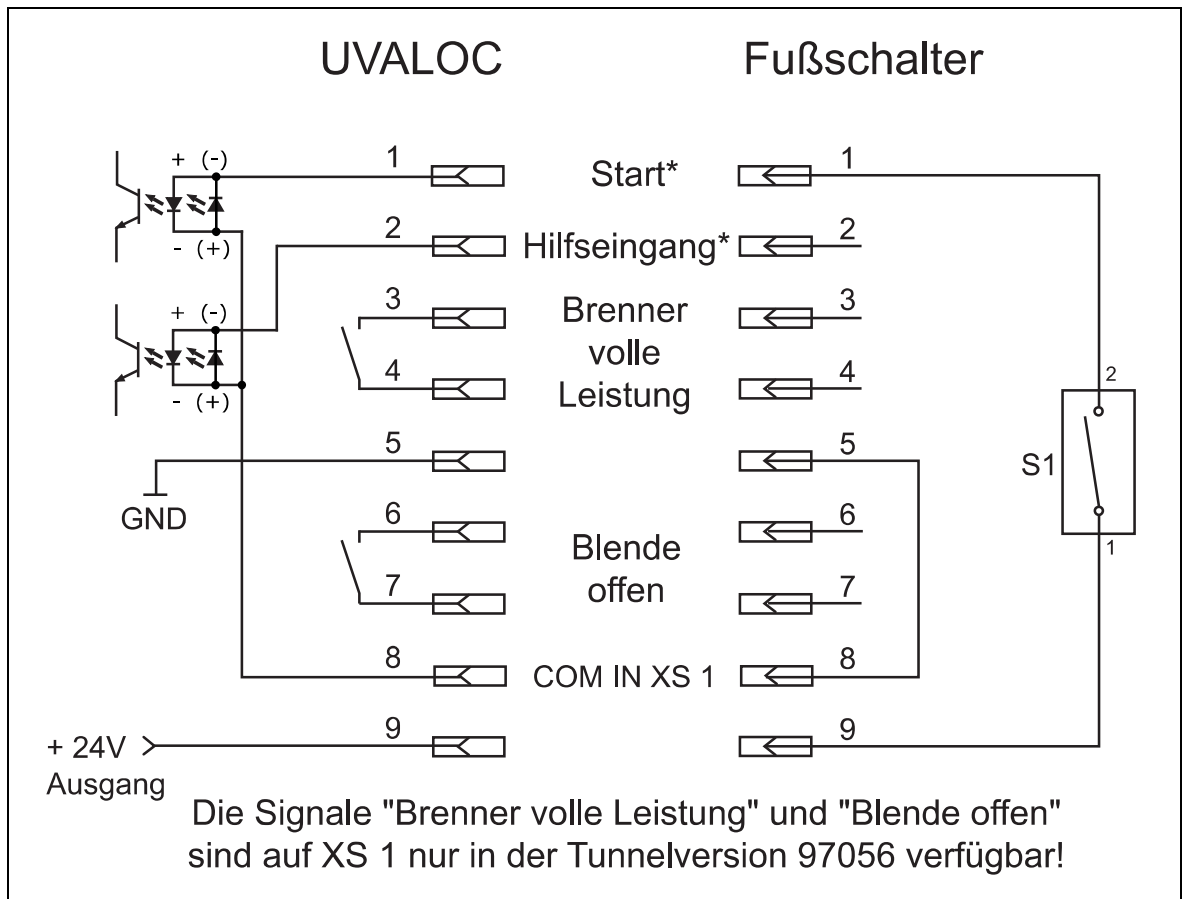 UVALOC Fußschalter
+ (-)
- (+)
+ (-)
- (+)
1 Start* 1
2 Hilfseingang* 2
3 Brenner 3
volle
4 Leistung 4
5 5
GND
6 Blende 6
7 offen 7
8 COM IN XS 1 8
9 9
+ 24V
Ausgang
2
S1
1
Die Signale "Brenner volle Leistung" und "Blende offen"
sind auf XS 1 nur in der Tunnelversion 97056 verfügbar!